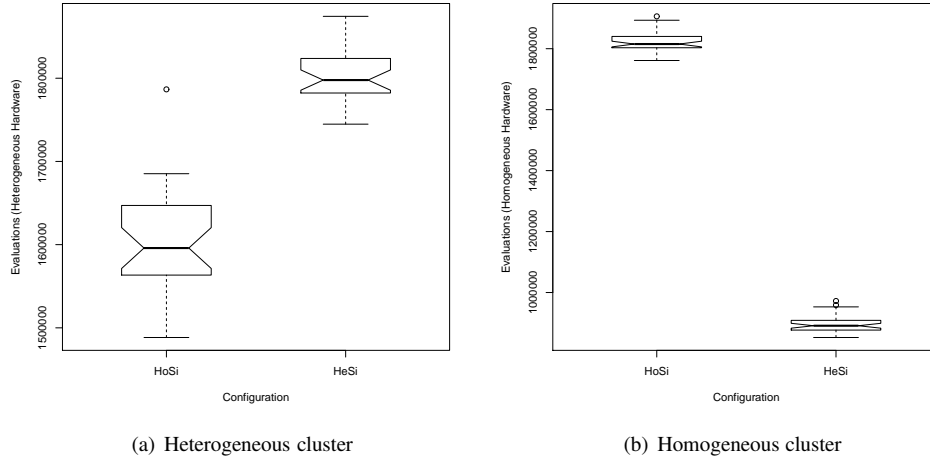 Evaluations (Heterogeneous Hardware)
1800000
1700000
1600000
1500000
HoSi
HeSi
Configuration
(a) Heterogeneous cluster
Evaluations (Homogeneous Hardware)
1800000
1600000
1400000
1200000
1000000
HoSi
HeSi
Configuration
(b) Homogeneous cluster